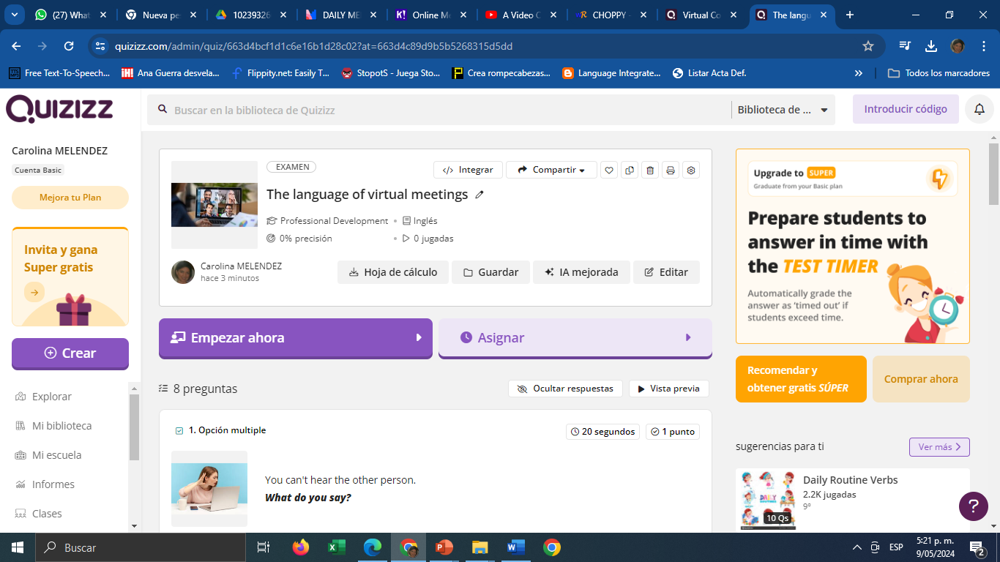 (27) What
Nueva pe
10239326
DAILY ME
Online M
A Video C
CHOPPY -
Virtual Co
The langu
quizizz.com/admin/quiz/663d4bcf1d1c6e16b1d28c02?at=663d4c89d9b5b5268315d5dd
Free Text-To-Speech...
Ana Guerra desvela...
Flippity.net: Easily T...
StopotS - Juega Sto...
Crea rompecabezas...
Language Integrate...
Listar Acta Def.
Todos los marcadores
Quizizz
Buscar en la biblioteca de Quizizz
Biblioteca de ...
Introducir código
Carolina MELENDEZ
Cuenta Basic
Mejora tu Plan
Invita y gana
Super gratis
Crear
Explorar
Mi biblioteca
Mi escuela
Informes
Clases
EXAMEN
Integrar
Compartir
The language of virtual meetings
Professional Development
Inglés
0% precisión
0 jugadas
Carolina MELENDEZ
hace 3 minutos
Hoja de cálculo
Guardar
IA mejorada
Editar
Empezar ahora
Asignar
8 preguntas
Ocultar respuestas
Vista previa
1. Opción multiple
20 segundos
1 punto
You can't hear the other person.
What do you say?
Upgrade to SUPER
Graduate from your Basic plan
Prepare students to
answer in time with
the TEST TIMER
Automatically grade the
answer as 'timed out' if
students exceed time.
Recomendar y
obtener gratis SÚPER
Comprar ahora
sugerencias para ti
Ver más
Daily Routine Verbs
2.2K jugadas
9º
DAILY
10 Qs
?
Buscar
ESP
5:21 p. m.
9/05/2024
2